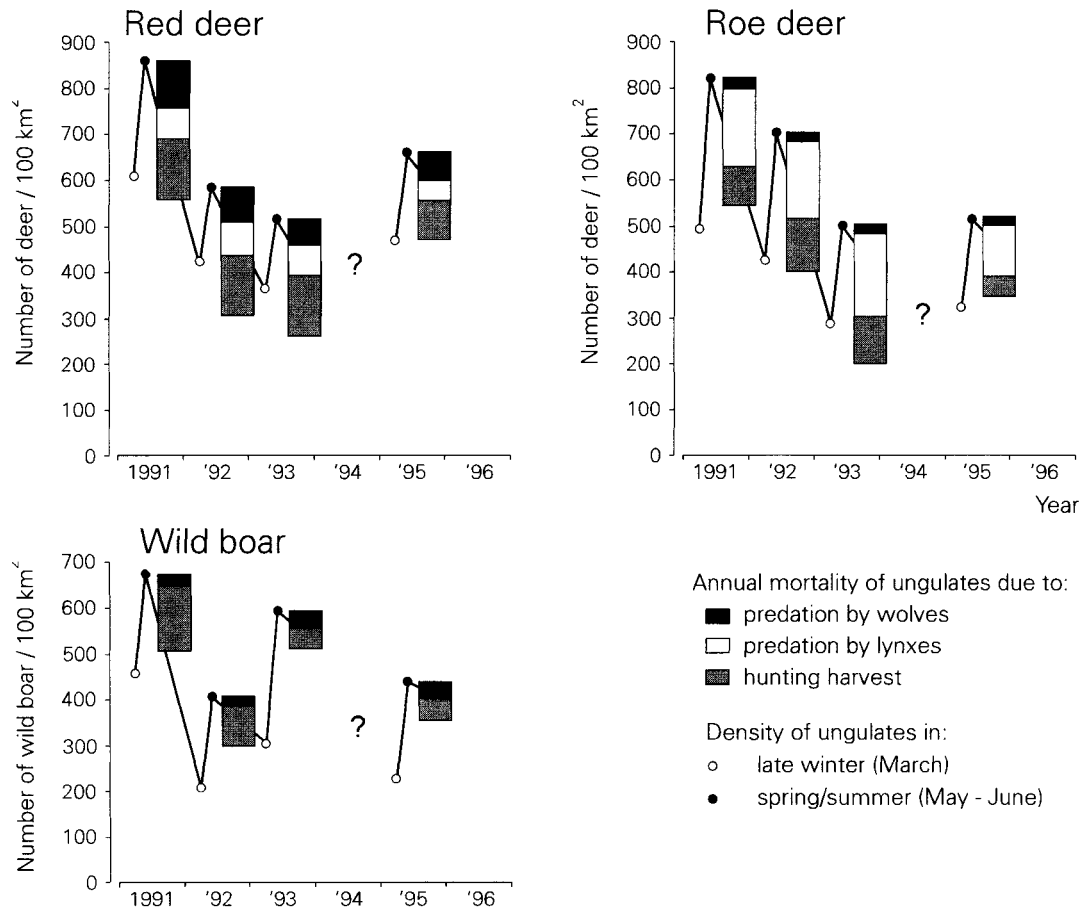 Red deer
Number of deer / 100 km²
900
800
700
600
500
400
300
200
100
0
?
1991 '92 '93 '94 '95 '96
Roe deer
Number of deer / 100 km²
900
800
700
600
500
400
300
200
100
0
?
1991 '92 '93 '94 '95 '96
Year
Wild boar
Number of wild boar / 100 km²
700
600
500
400
300
200
100
0
?
1991 '92 '93 '94 '95 '96
Annual mortality of ungulates due to:
predation by wolves
predation by lynxes
hunting harvest
Density of ungulates in:
late winter (March)
spring/summer (May - June)